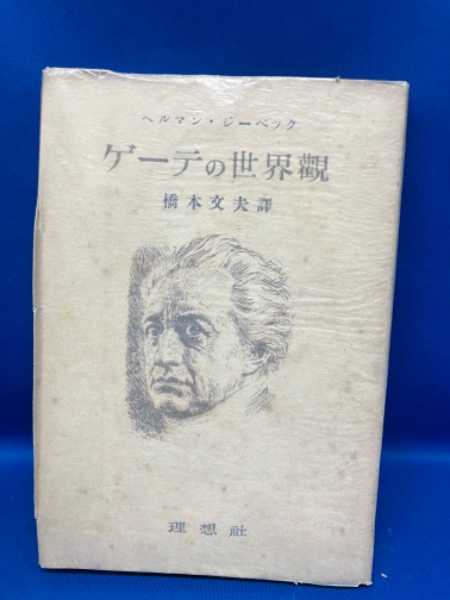 ヘルマン・ジーベック
ゲーテの世界觀
橋本文夫譯
理想社